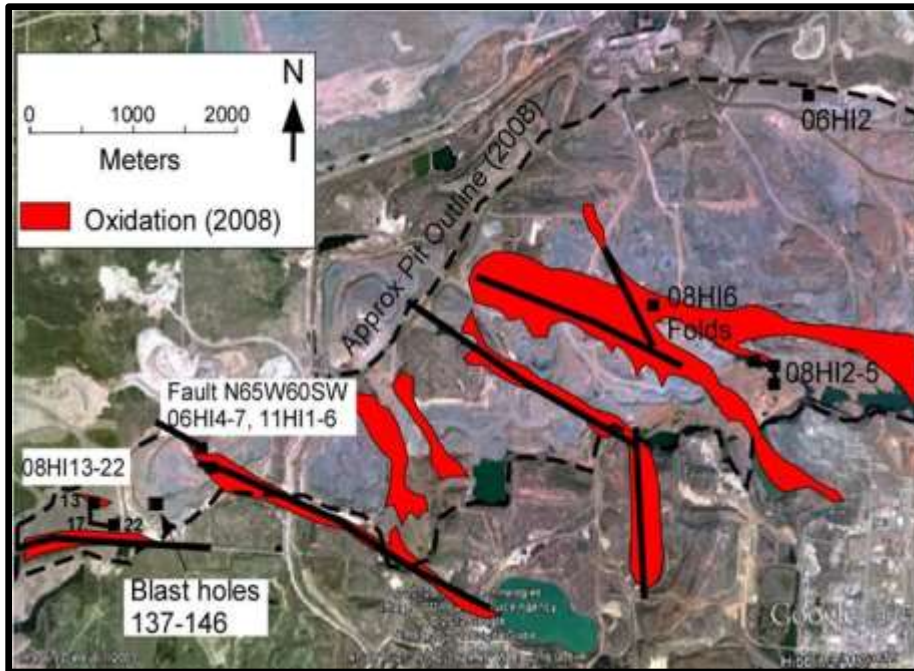 N
0 1000 2000
Meters
Oxidation (2008)
06HI2
Approx Pit Outline (2008)
08HI6
Folds
08HI2-5
Fault N65W60SW
06HI4-7, 11HI1-6
08HI13-22
13
17 22
Blast holes
137-146
Google